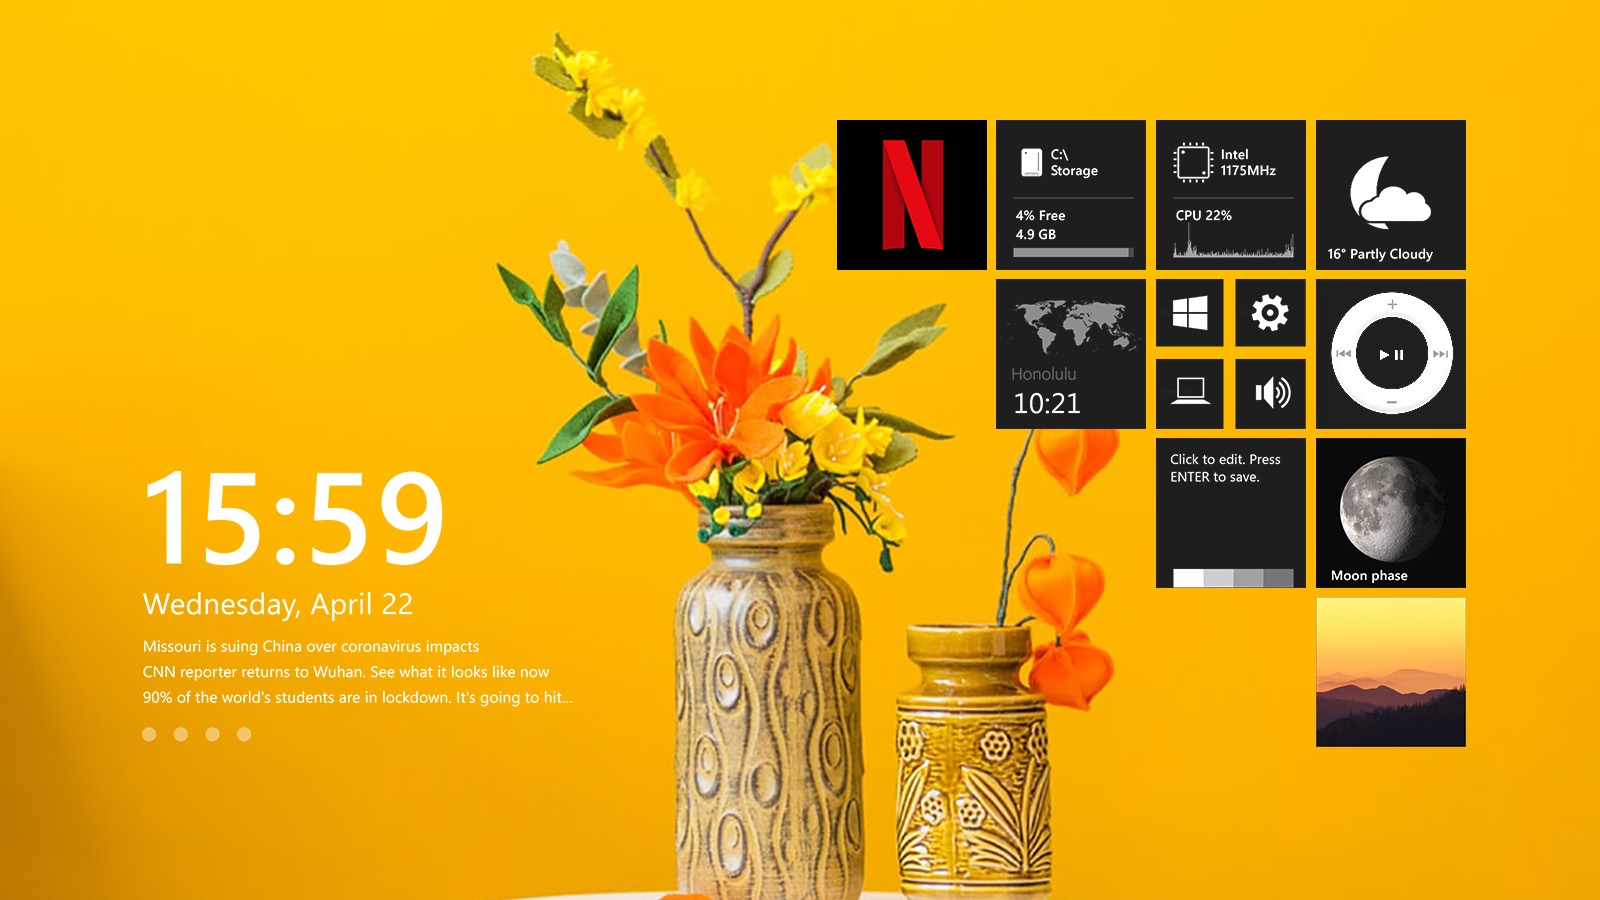 15:59
Wednesday, April 22
Missouri is suing China over coronavirus impacts
CNN reporter returns to Wuhan. See what it looks like now
90% of the world's students are in lockdown. It's going to hit...
N
C:\
Storage
4% Free
4.9 GB
Intel
1175MHz
CPU 22%
16° Partly Cloudy
Honolulu
10:21
Click to edit. Press
ENTER to save.
Moon phase